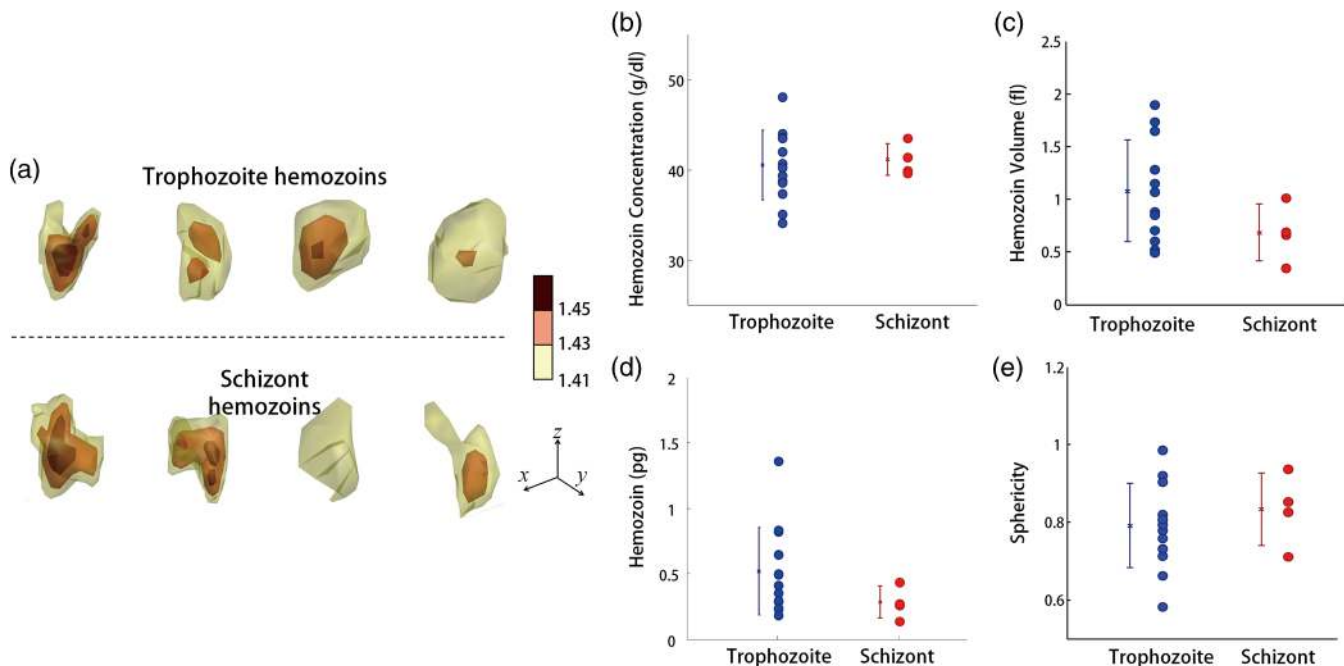 (a)
Trophozoite hemozoins
Schizont
hemozoins
1.45
1.43
1.41
x
y
z
(b)
Hemozoin Concentration (g/dl)
50
40
30
Trophozoite
Schizont
(c)
Hemozoin Volume (fl)
2.5
2
1.5
1
0.5
0
Trophozoite
Schizont
(d)
Hemozoin (pg)
2
1.5
1
0.5
0
Trophozoite
Schizont
(e)
Sphericity
1.2
1
0.8
0.6
Trophozoite
Schizont